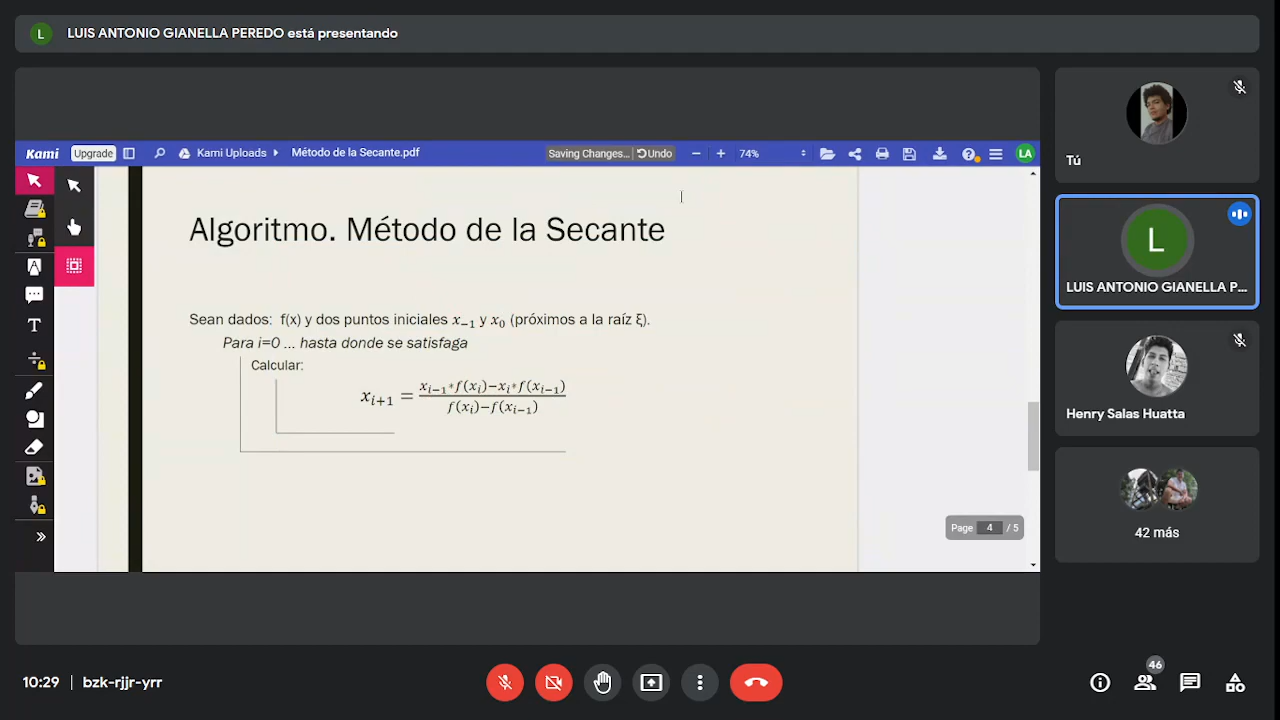 L LUIS ANTONIO GIANELLA PEREDO está presentando
Kami Upgrade Kami Uploads Método de la Secante.pdf Saving Changes... Undo − + 74% LA
Algoritmo. Método de la Secante
Sean dados: f(x) y dos puntos iniciales x₋₁ y x₀ (próximos a la raíz ξ).
Para i=0 ... hasta donde se satisfaga
Calcular:
xᵢ₊₁ = (xᵢ₋₁*f(xᵢ)−xᵢ*f(xᵢ₋₁)) / (f(xᵢ)−f(xᵢ₋₁))
T
Page 4 / 5
Tú
L
LUIS ANTONIO GIANELLA P...
Henry Salas Huatta
42 más
10:29 | bzk-rjjr-yrr
46